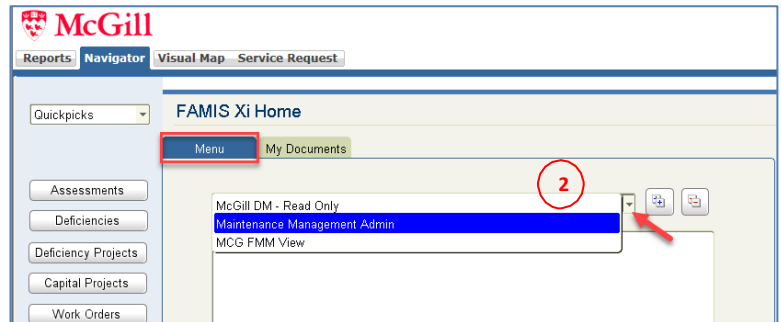 McGill
Reports Navigator Visual Map Service Request
Quickpicks
FAMIS Xi Home
Menu My Documents
2
Assessments
Deficiencies
Deficiency Projects
Capital Projects
Work Orders
McGill DM - Read Only
Maintenance Management Admin
MCG FMM View